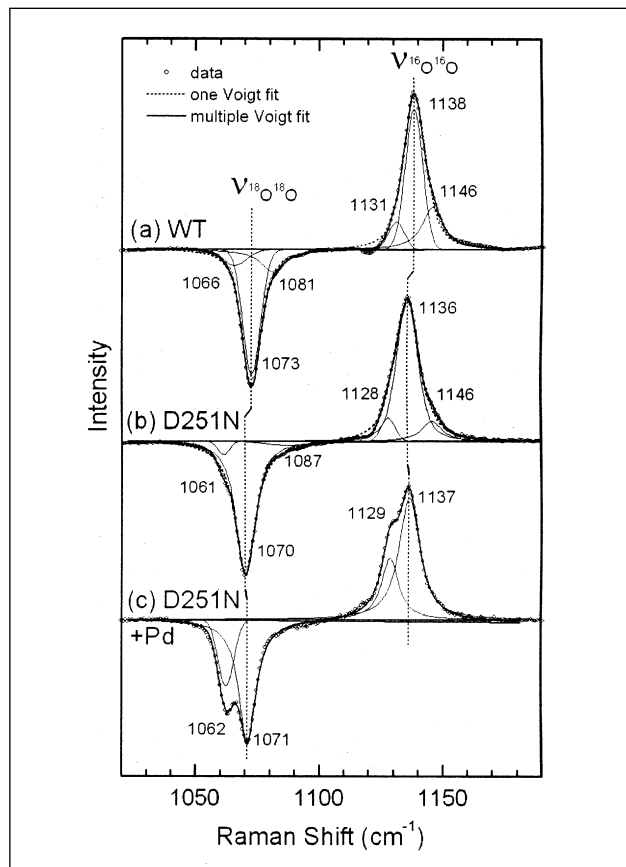 ○ data
one Voigt fit
multiple Voigt fit
ν16O16O
1138
1131
1146
ν18O18O
(a) WT
1066
1081
1073
1136
1128
1146
(b) D251N
1087
1061
1070
1137
1129
(c) D251N
+Pd
1062
1071
Intensity
1050
1100
1150
Raman Shift (cm⁻¹)